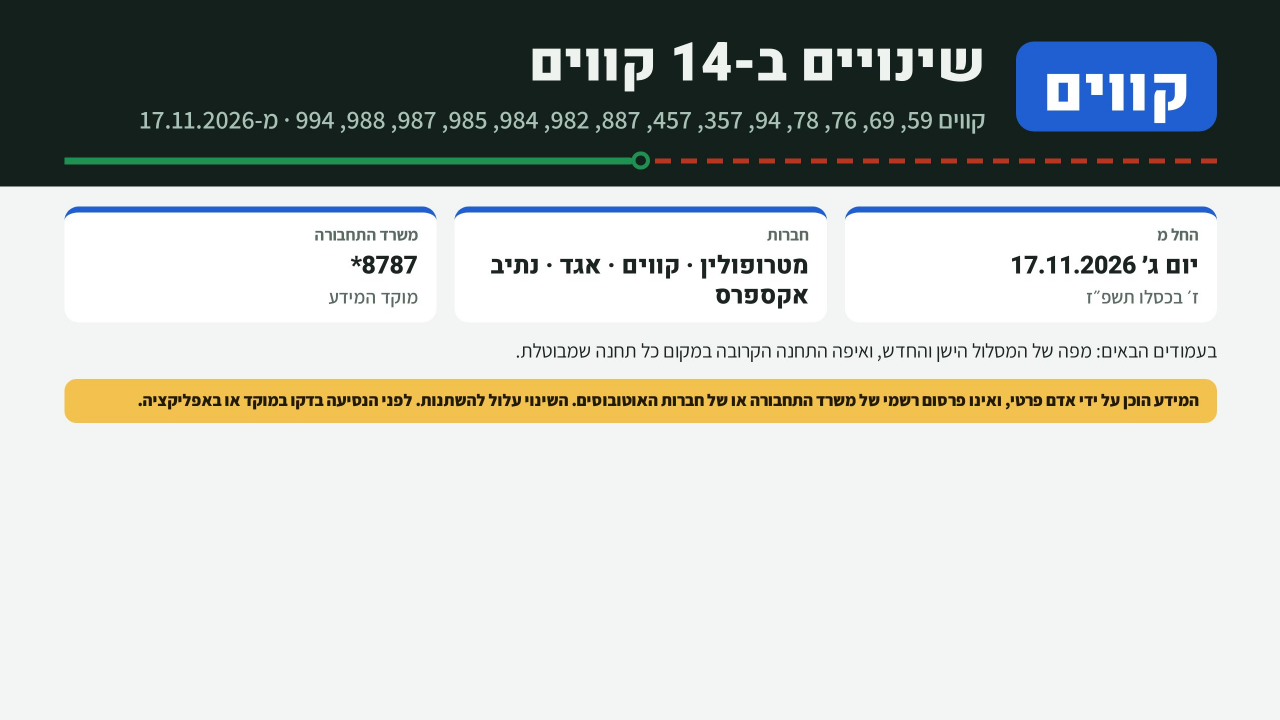 קווים
שינויים ב-14 קווים
קווים 59, 69, 76, 78, 94, 357, 457, 887, 982, 984, 985, 987, 988, 994 · מ-17.11.2026
החל מ
יום ג׳ 17.11.2026
ז׳ בכסלו תשפ״ז
חברות
מטרופולין · קווים · אגד · נתיב
אקספרס
משרד התחבורה
*8787
מוקד המידע
בעמודים הבאים: מפה של המסלול הישן והחדש, ואיפה התחנה הקרובה במקום כל תחנה שמבוטלת.
המידע הוכן על ידי אדם פרטי, ואינו פרסום רשמי של משרד התחבורה או של חברות האוטובוסים. השינוי עלול להשתנות. לפני הנסיעה בדקו במוקד או באפליקציה.